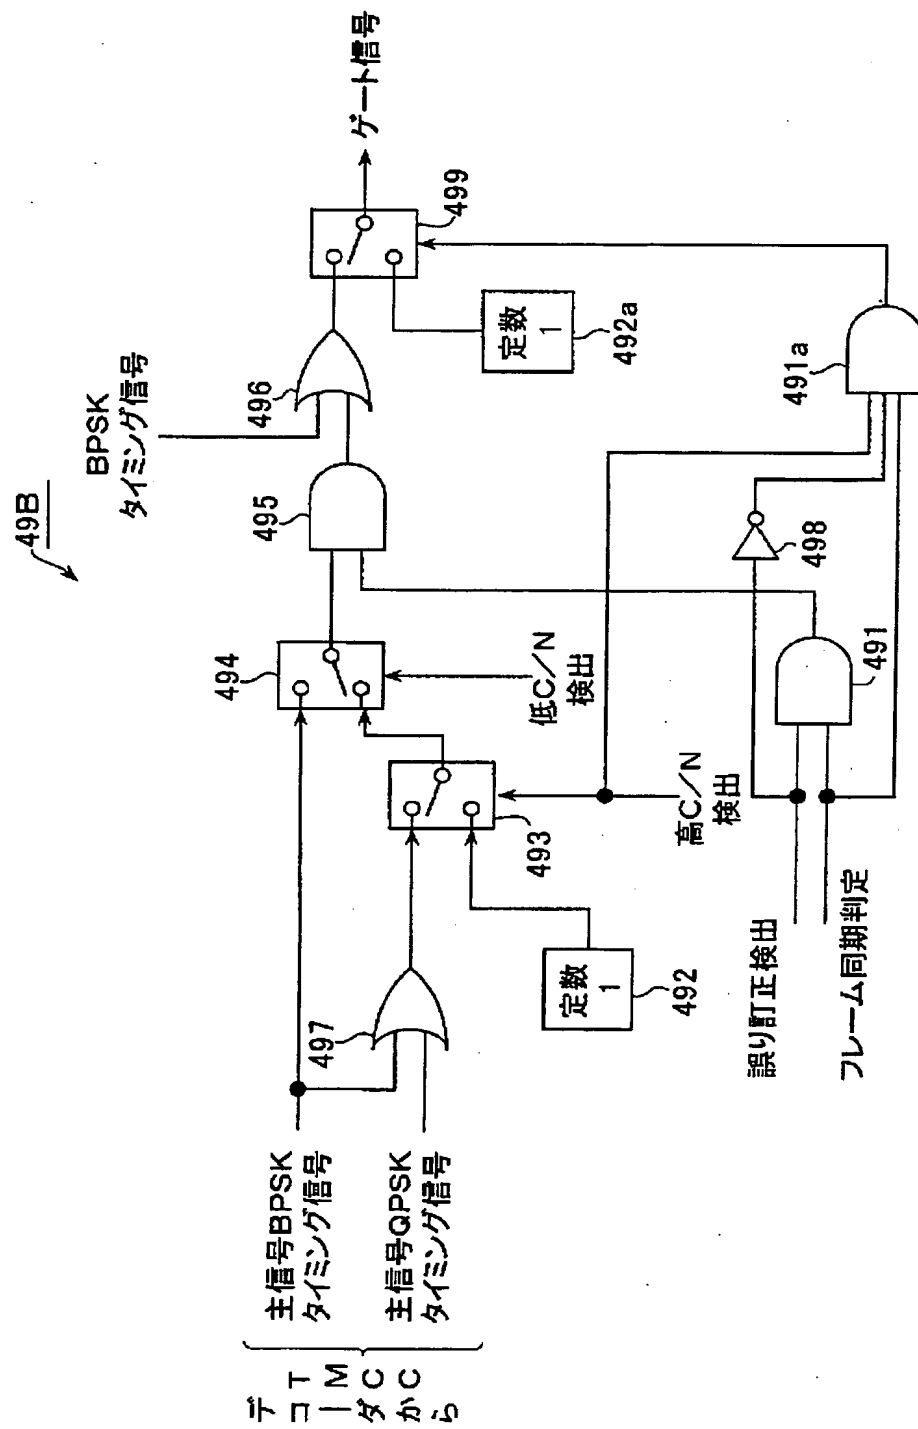 49B
BPSK
タイミング信号
ゲート信号
499
496
定数
1
492a
495
491a
494
低C/N
検出
498
491
493
高C/N
検出
497
定数
1
492
誤り訂正検出
フレーム同期判定
主信号BPSK
タイミング信号
主信号QPSK
タイミング信号
TMCC
デコーダから